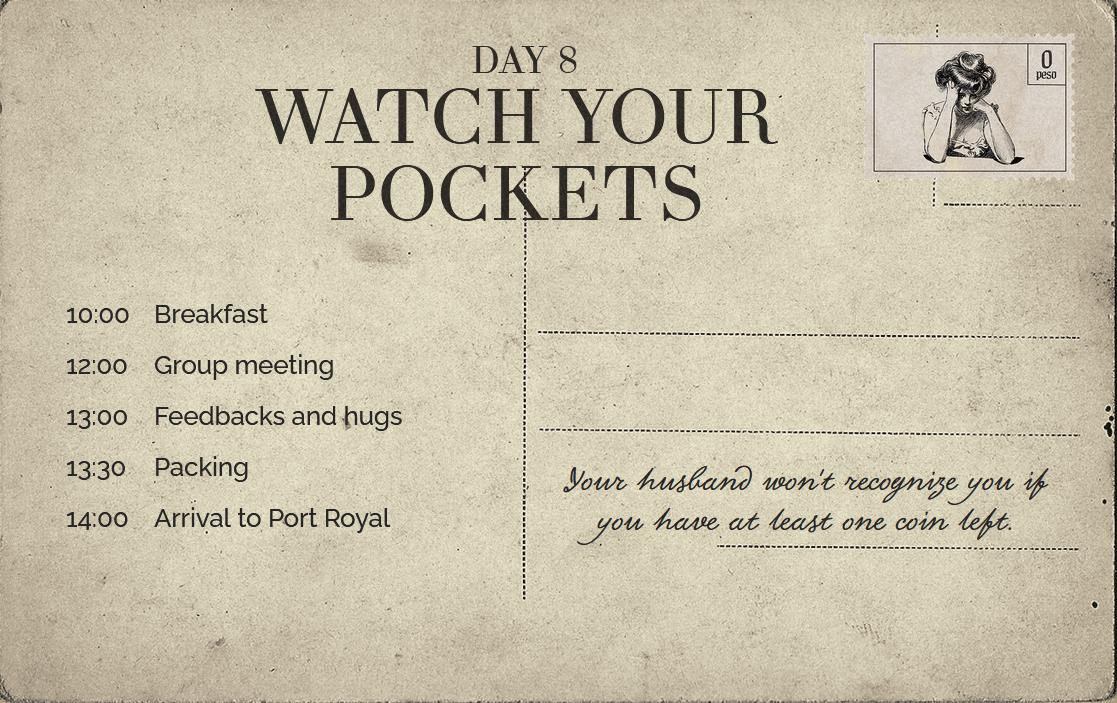 DAY 8
WATCH YOUR
POCKETS
0
peso
10:00 Breakfast
12:00 Group meeting
13:00 Feedbacks and hugs
13:30 Packing
14:00 Arrival to Port Royal
Your husband won't recognize you if
you have at least one coin left.